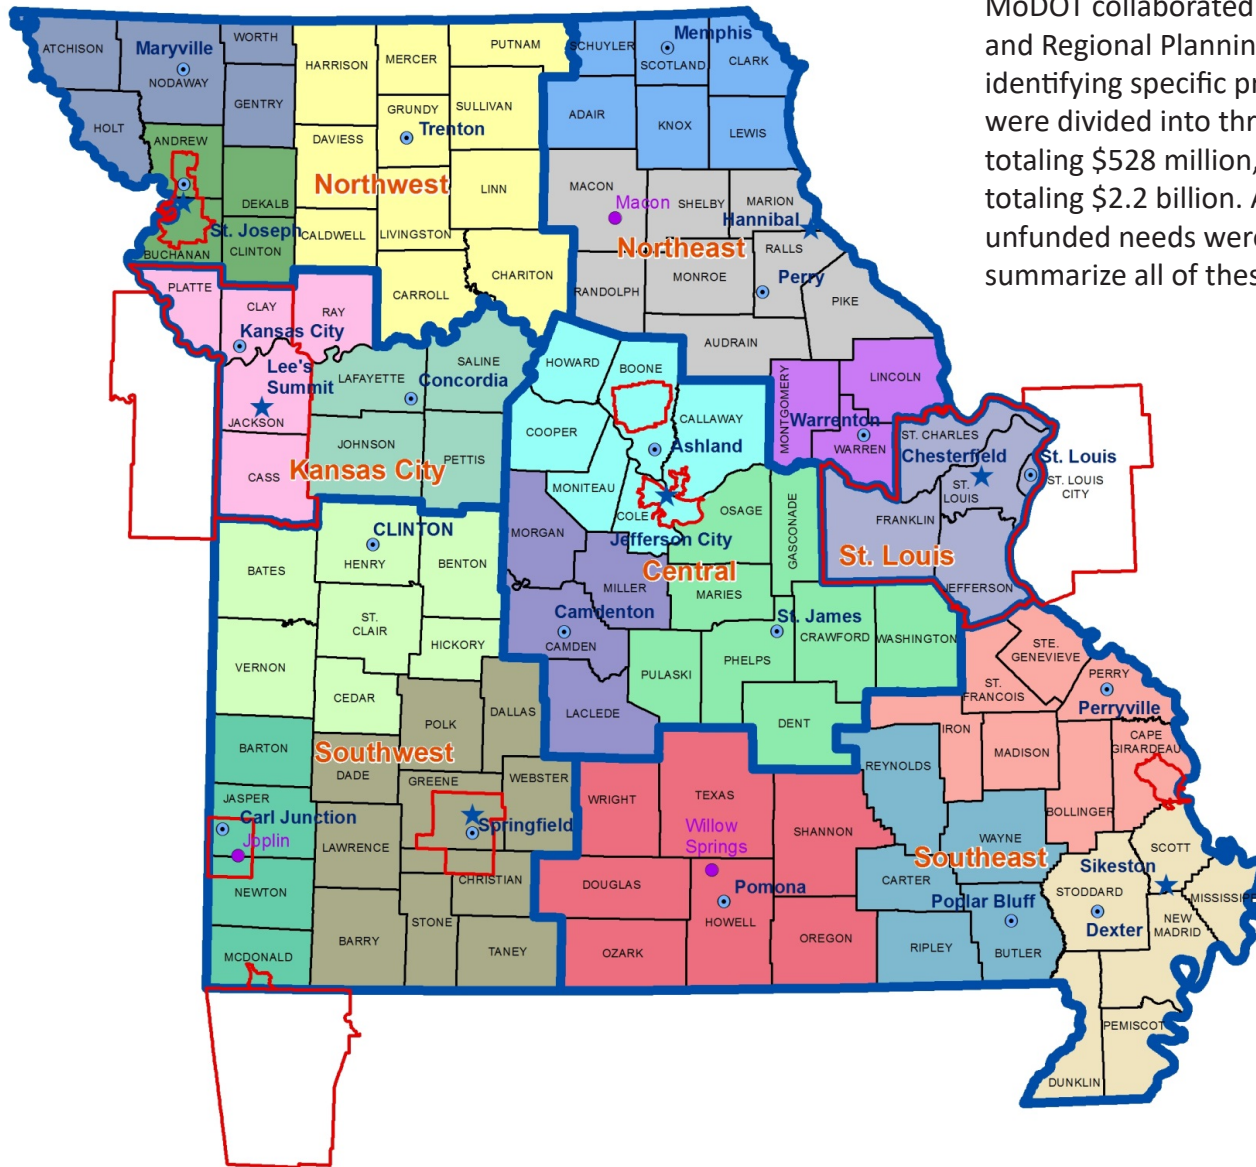 MoDOT collaborated
and Regional Plannin
identifying specific pr
were divided into thr
totaling $528 million,
totaling $2.2 billion. A
unfunded needs were
summarize all of thes
ATCHISON
Maryville
NODAWAY
WORTH
GENTRY
HOLT
ANDREW
DEKALB
St. Joseph
BUCHANAN
CLINTON
HARRISON
MERCER
PUTNAM
GRUNDY
SULLIVAN
Trenton
DAVIESS
Northwest
LINN
CALDWELL
LIVINGSTON
CARROLL
CHARITON
SCHUYLER
Memphis
SCOTLAND
CLARK
ADAIR
KNOX
LEWIS
MACON
Macon
SHELBY
MARION
Hannibal
Northeast
RALLS
RANDOLPH
MONROE
Perry
PIKE
AUDRAIN
PLATTE
CLAY
RAY
Kansas City
Lee's
Summit
JACKSON
CASS
LAFAYETTE
SALINE
Concordia
JOHNSON
PETTIS
Kansas City
HOWARD
BOONE
COOPER
CALLAWAY
Ashland
MONITEAU
COLE
Jefferson City
OSAGE
GASCONADE
MONTGOMERY
LINCOLN
Warrenton
WARREN
ST. CHARLES
Chesterfield
ST.
LOUIS
St. Louis
ST. LOUIS
CITY
FRANKLIN
St. Louis
JEFFERSON
MORGAN
MILLER
Central
MARIES
Camdenton
CAMDEN
St. James
CRAWFORD
WASHINGTON
PULASKI
PHELPS
LACLEDE
DENT
CLINTON
HENRY
BATES
BENTON
ST.
CLAIR
HICKORY
VERNON
CEDAR
BARTON
POLK
DALLAS
Southwest
DADE
GREENE
WEBSTER
JASPER
Carl Junction
Joplin
LAWRENCE
Springfield
NEWTON
CHRISTIAN
STONE
BARRY
TANEY
MCDONALD
WRIGHT
TEXAS
SHANNON
Willow
Springs
DOUGLAS
Pomona
HOWELL
OZARK
OREGON
STE.
GENEVIEVE
PERRY
ST.
FRANCOIS
Perryville
IRON
MADISON
CAPE
GIRARDEAU
REYNOLDS
BOLLINGER
WAYNE
Southeast
SCOTT
CARTER
Sikeston
Poplar Bluff
STODDARD
MISSISSIPP
Dexter
NEW
MADRID
RIPLEY
BUTLER
PEMISCOT
DUNKLIN